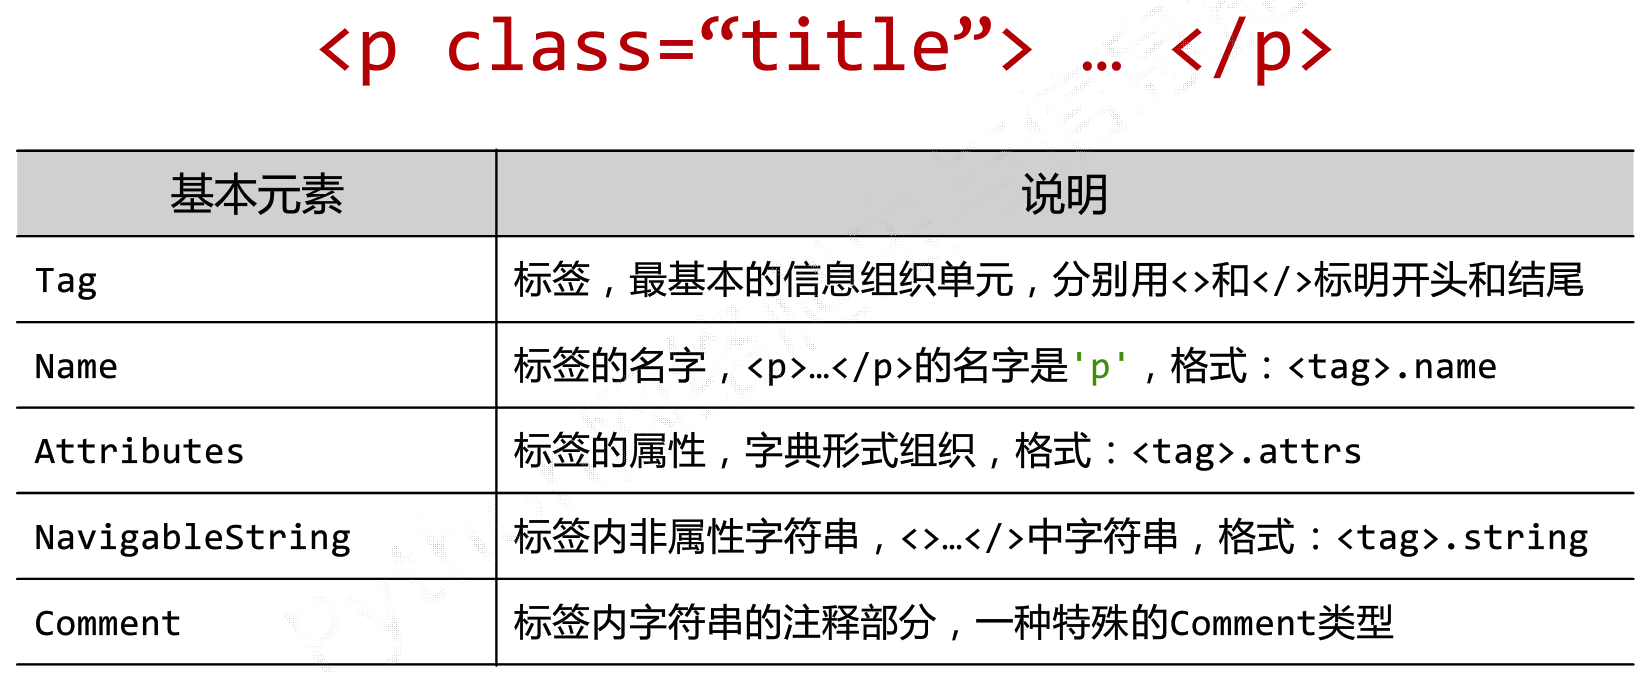 <p class=“title”> … </p>
基本元素 说明
Tag 标签，最基本的信息组织单元，分别用<>和</>标明开头和结尾
Name 标签的名字，<p>…</p>的名字是'p'，格式：<tag>.name
Attributes 标签的属性，字典形式组织，格式：<tag>.attrs
NavigableString 标签内非属性字符串，<>…</>中字符串，格式：<tag>.string
Comment 标签内字符串的注释部分，一种特殊的Comment类型